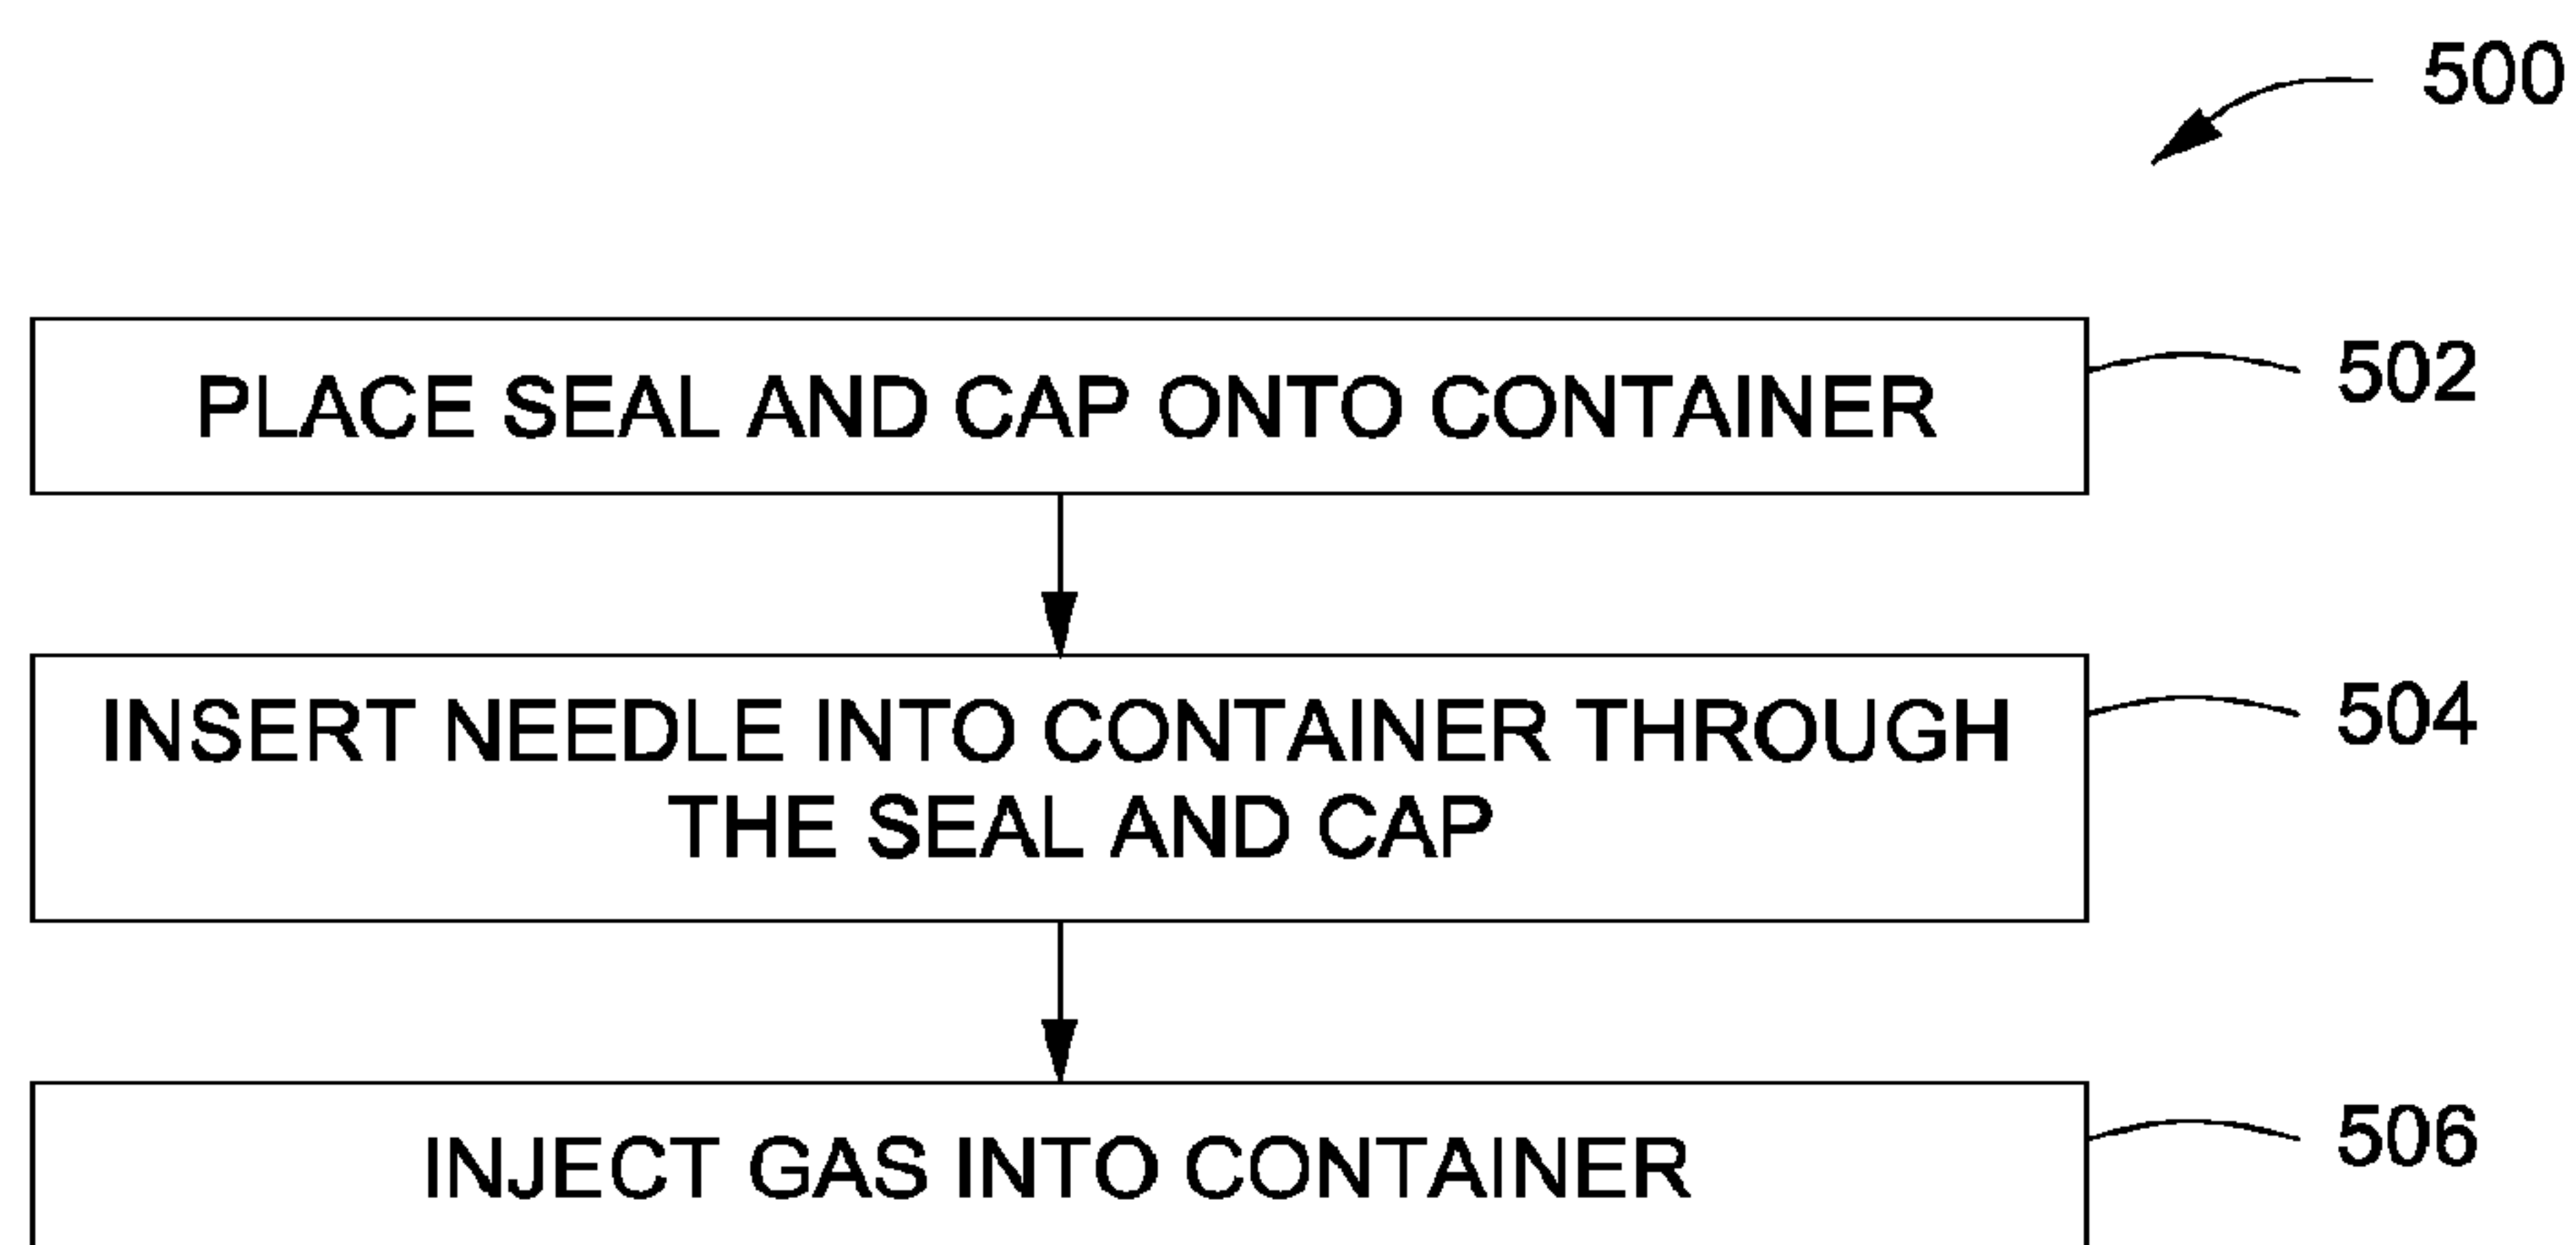 500
PLACE SEAL AND CAP ONTO CONTAINER
502
INSERT NEEDLE INTO CONTAINER THROUGH
THE SEAL AND CAP
504
INJECT GAS INTO CONTAINER
506